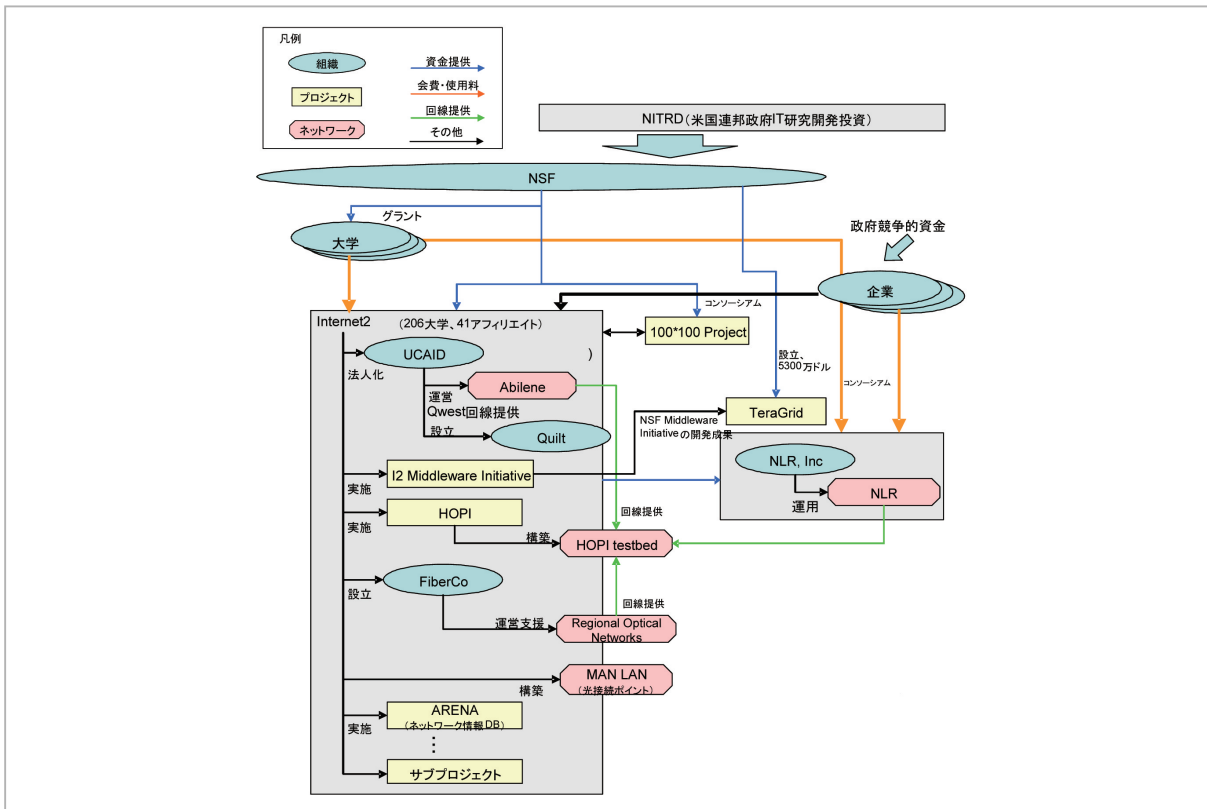 凡例
組織
資金提供
会費・使用料
プロジェクト
回線提供
ネットワーク
その他
NITRD(米国連邦政府IT研究開発投資)
NSF
グラント
大学
政府競争的資金
企業
コンソーシアム
Internet2
(206大学、41アフィリエイト)
)
100*100 Project
UCAID
法人化
設立、
5300万ドル
コンソーシアム
Abilene
運営
Qwest回線提供
TeraGrid
設立
Quilt
NSF Middleware
Initiativeの開発成果
I2 Middleware Initiative
実施
NLR, Inc
NLR
運用
HOPI
実施
構築
回線提供
HOPI testbed
FiberCo
設立
回線提供
運営支援
Regional Optical
Networks
MAN LAN
(光接続ポイント)
構築
ARENA
(ネットワーク情報DB)
実施
⋮
サブプロジェクト